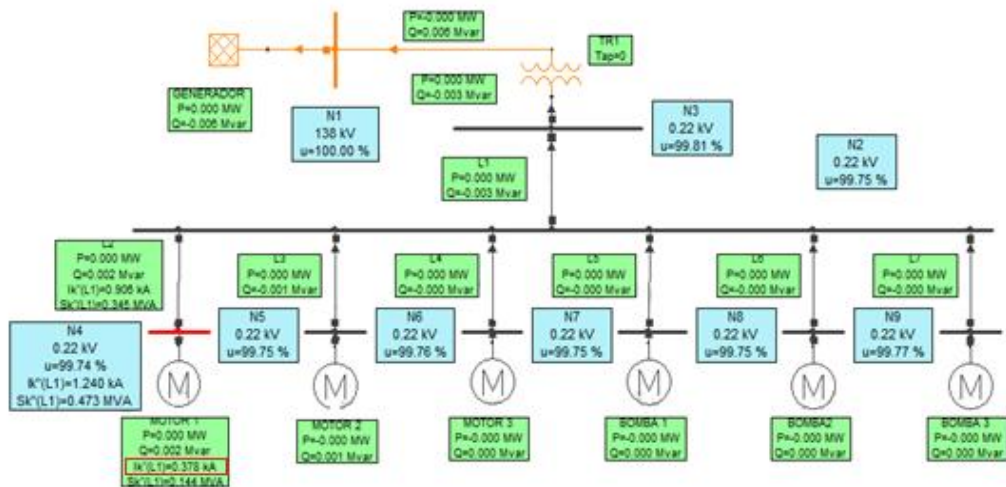 P=-0.000 MW
Q=0.006 Mvar
TR1
Tap=0
GENERADOR
P=0.000 MW
Q=-0.006 Mvar
P=0.000 MW
Q=-0.003 Mvar
N1
138 kV
u=100.00 %
N3
0.22 kV
u=99.81 %
N2
0.22 kV
u=99.75 %
L1
P=0.000 MW
Q=-0.003 Mvar
L2
P=0.000 MW
Q=0.002 Mvar
Ik"(L1)=0.906 kA
Sk"(L1)=0.345 MVA
L3
P=0.000 MW
Q=-0.001 Mvar
L4
P=0.000 MW
Q=-0.000 Mvar
L5
P=0.000 MW
Q=-0.000 Mvar
L6
P=0.000 MW
Q=-0.000 Mvar
L7
P=0.000 MW
Q=-0.000 Mvar
N4
0.22 kV
u=99.74 %
Ik"(L1)=1.240 kA
Sk"(L1)=0.473 MVA
N5
0.22 kV
u=99.75 %
N6
0.22 kV
u=99.76 %
N7
0.22 kV
u=99.75 %
N8
0.22 kV
u=99.75 %
N9
0.22 kV
u=99.77 %
M
M
M
M
M
M
MOTOR 1
P=0.000 MW
Q=0.002 Mvar
Ik"(L1)=0.378 kA
Sk"(L1)=0.144 MVA
MOTOR 2
P=-0.000 MW
Q=0.001 Mvar
MOTOR 3
P=-0.000 MW
Q=0.000 Mvar
BOMBA 1
P=-0.000 MW
Q=0.000 Mvar
BOMBA2
P=-0.000 MW
Q=0.000 Mvar
BOMBA 3
P=-0.000 MW
Q=0.000 Mvar